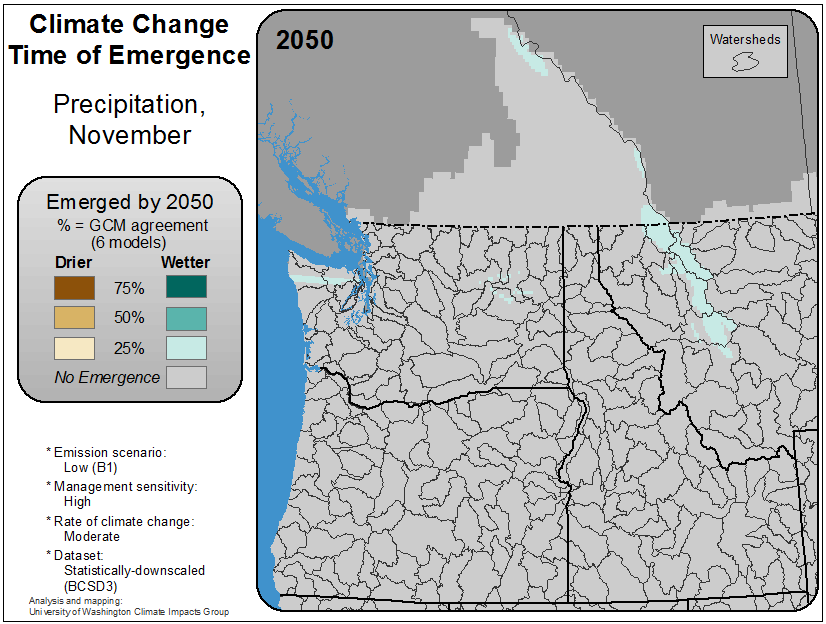 Climate Change
Time of Emergence
Precipitation,
November
Emerged by 2050
% = GCM agreement
(6 models)
Drier Wetter
75%
50%
25%
No Emergence
* Emission scenario:
Low (B1)
* Management sensitivity:
High
* Rate of climate change:
Moderate
* Dataset:
Statistically-downscaled
(BCSD3)
Analysis and mapping:
University of Washington Climate Impacts Group
2050
Watersheds